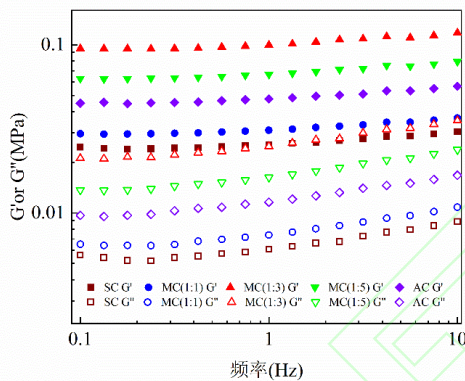 G'or G"(MPa)
0.1
0.01
SC G' MC(1:1) G' MC(1:3) G' MC(1:5) G' AC G'
SC G" MC(1:1) G" MC(1:3) G" MC(1:5) G" AC G"
0.1 1 10
频率(Hz)